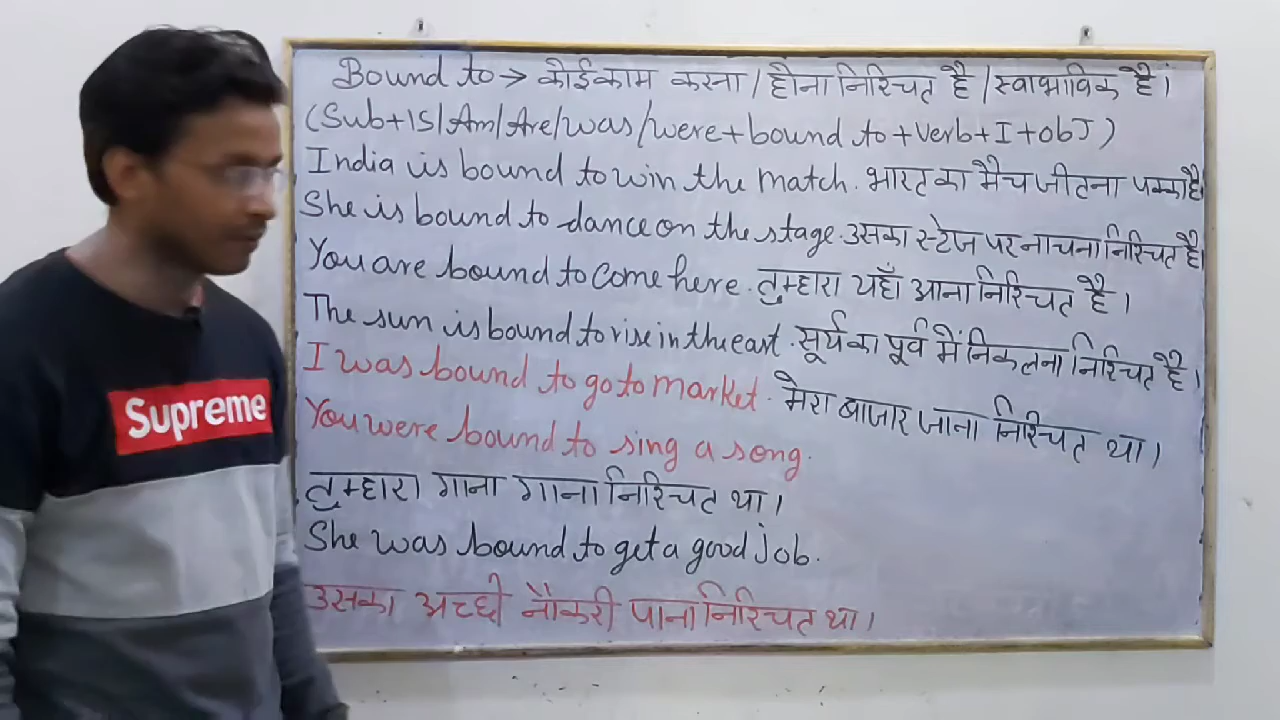 Bound to → कोई काम करना / होना निश्चित है / स्वाभाविक है।
(Sub+IS/Am/Are/was/were+bound to+verb+I+obJ)
India is bound to win the match. भारत का मैच जीतना पक्का है।
She is bound to dance on the stage. उसका स्टेज पर नाचना निश्चित है।
You are bound to come here. तुम्हारा यहाँ आना निश्चित है।
The sun is bound to rise in the east. सूर्य का पूर्व में निकलना निश्चित है।
I was bound to go to market. मेरा बाजार जाना निश्चित था।
You were bound to sing a song.
तुम्हारा गाना गाना निश्चित था।
She was bound to get a good job.
उसका अच्छी नौकरी पाना निश्चित था।
Supreme